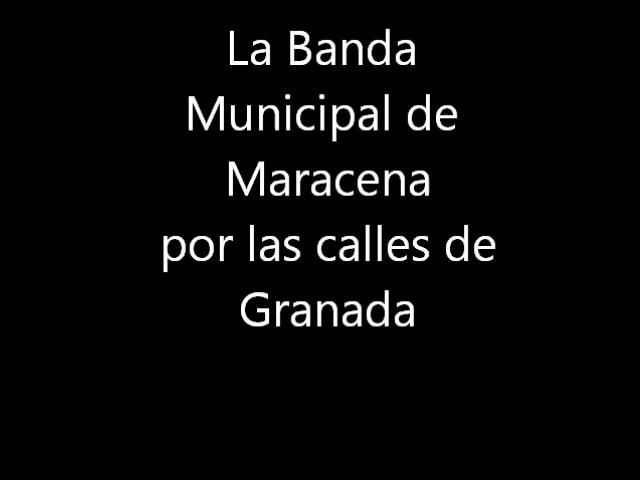 La Banda
Municipal de
Maracena
por las calles de
Granada